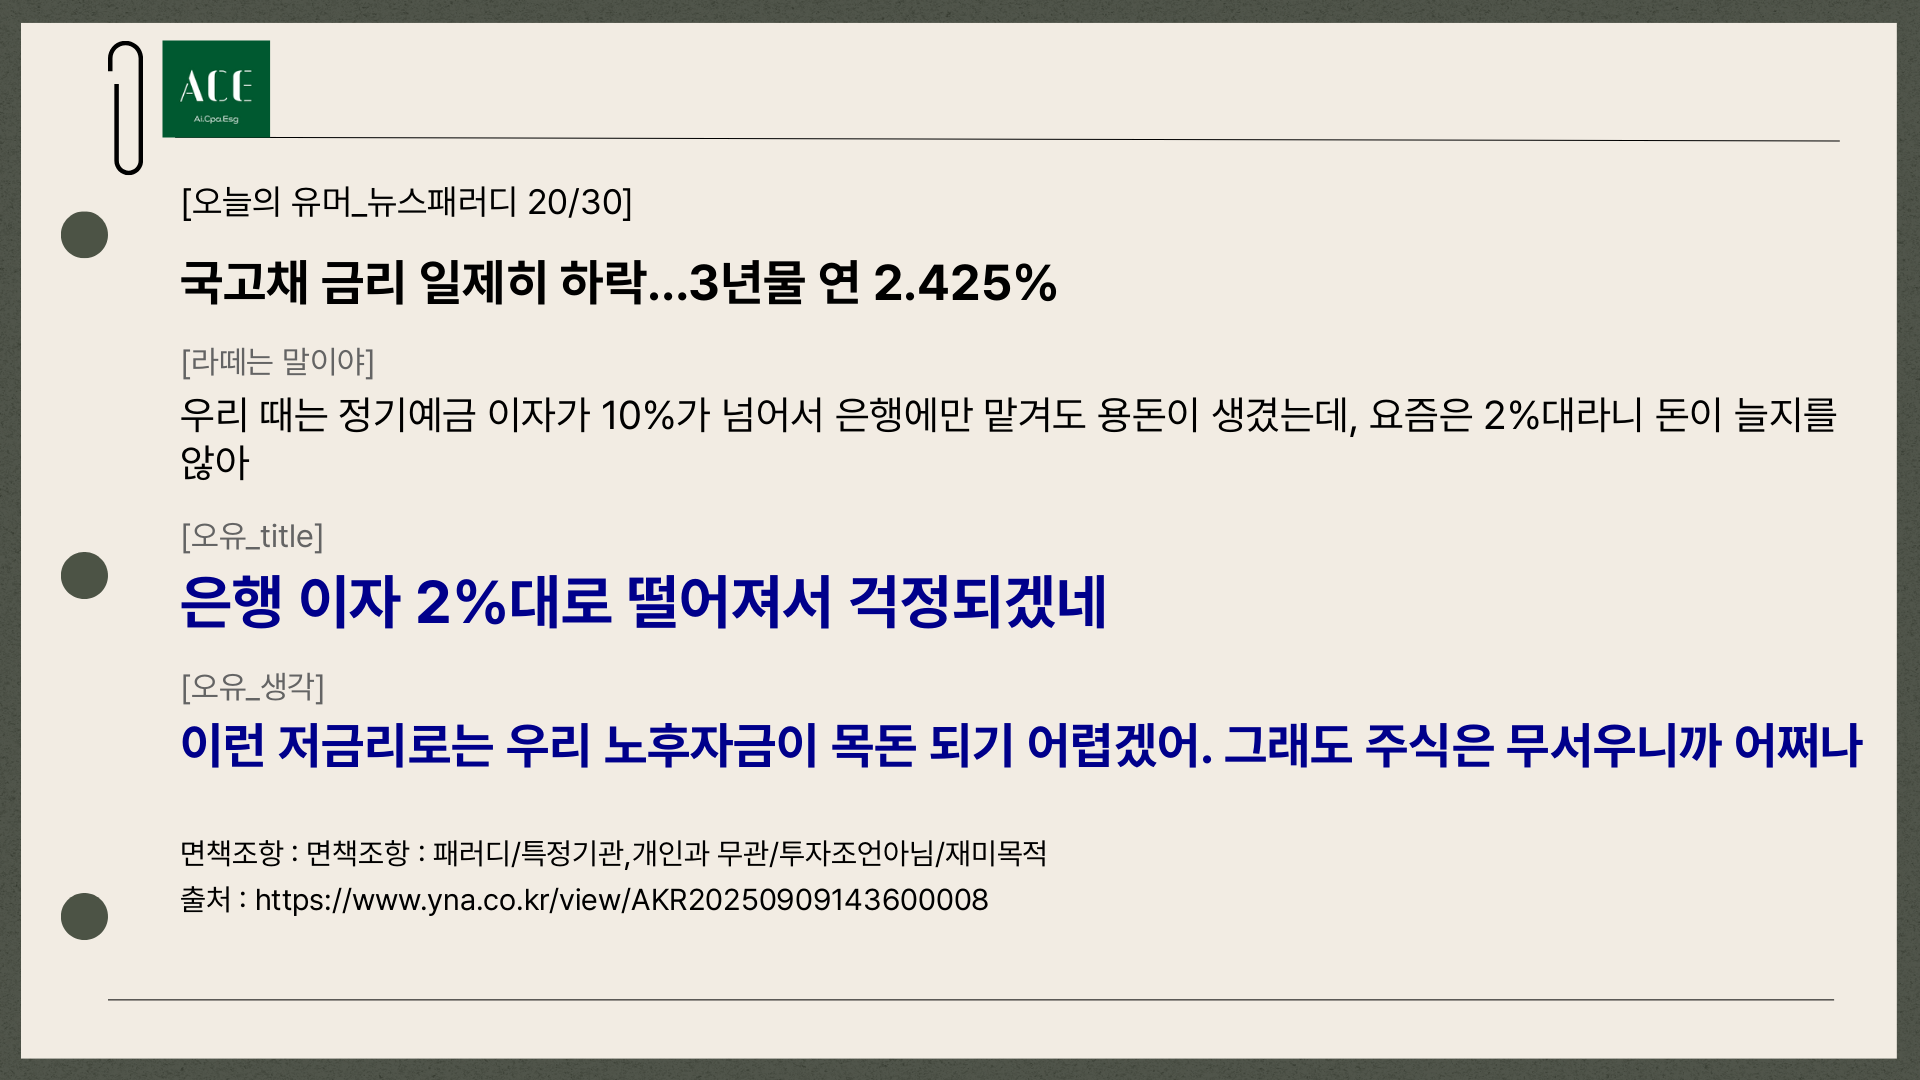 ACE
Ai.Cpa.Esg
[오늘의 유머_뉴스패러디 20/30]
국고채 금리 일제히 하락…3년물 연 2.425%
[라떼는 말이야]
우리 때는 정기예금 이자가 10%가 넘어서 은행에만 맡겨도 용돈이 생겼는데, 요즘은 2%대라니 돈이 늘지를
않아
[오유_title]
은행 이자 2%대로 떨어져서 걱정되겠네
[오유_생각]
이런 저금리로는 우리 노후자금이 목돈 되기 어렵겠어. 그래도 주식은 무서우니까 어쩌나
면책조항 : 면책조항 : 패러디/특정기관,개인과 무관/투자조언아님/재미목적
출처 : https://www.yna.co.kr/view/AKR20250909143600008